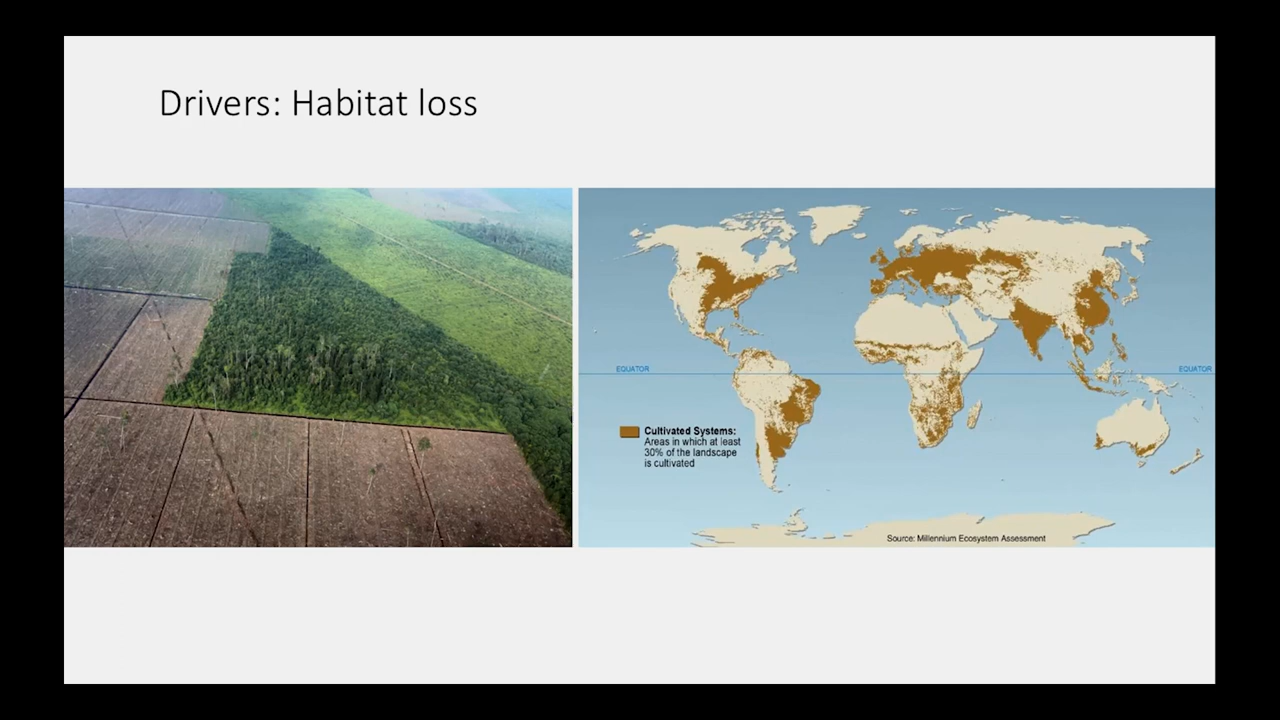 Drivers: Habitat loss
EQUATOR
EQUATOR
Cultivated Systems:
Areas in which at least
30% of the landscape
is cultivated
Source: Millennium Ecosystem Assessment